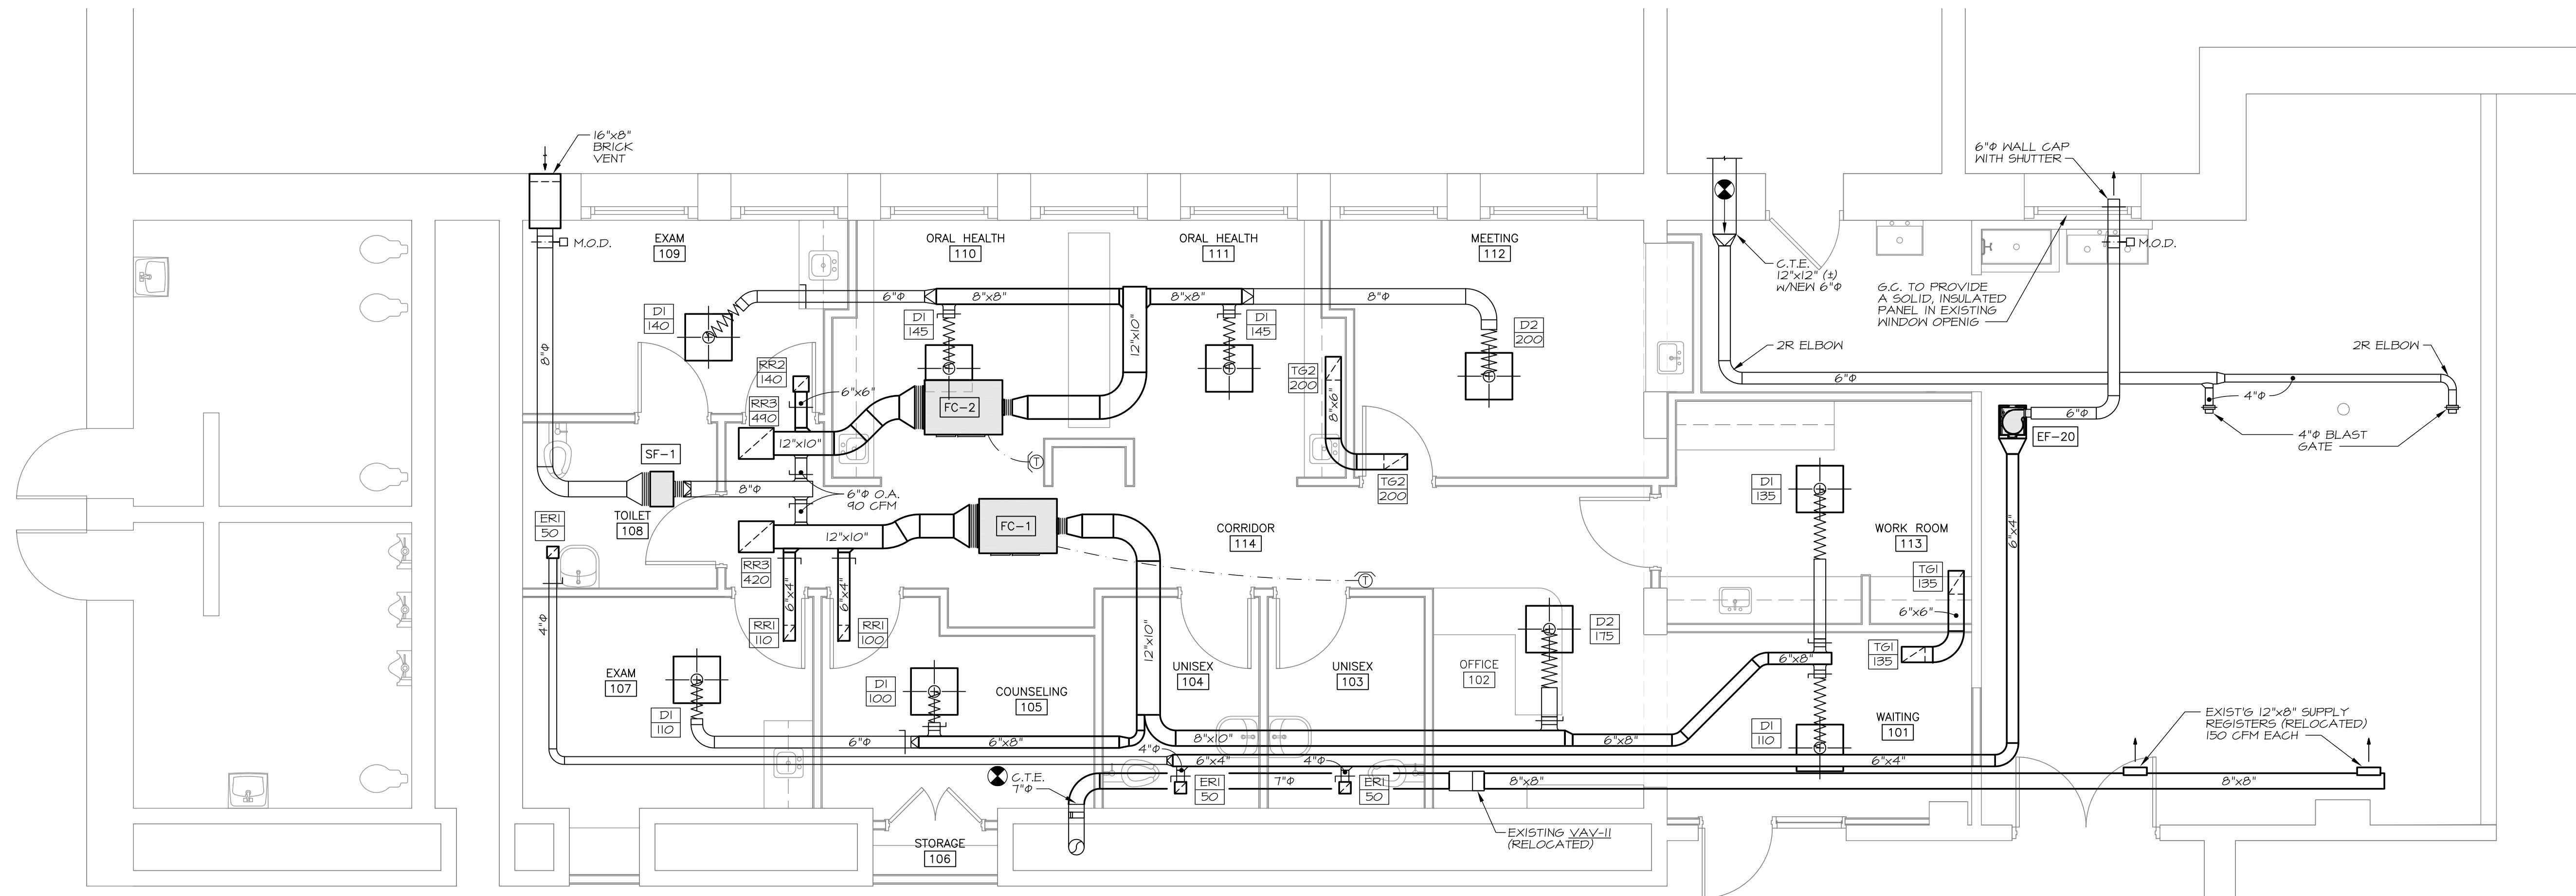 16"x8"
BRICK
VENT
6"Φ WALL CAP
WITH SHUTTER
M.O.D.
EXAM
109
ORAL HEALTH
110
ORAL HEALTH
111
MEETING
112
C.T.E.
12"x12" (±)
W/NEW 6"Φ
M.O.D.
G.C. TO PROVIDE
A SOLID, INSULATED
PANEL IN EXISTING
WINDOW OPENIG
6"Φ
8"x8"
8"x8"
8"Φ
D1
140
D1
145
D1
145
D2
200
12"x10"
8"Φ
2R ELBOW
2R ELBOW
RR2
140
6"x6"
TG2
200
6"Φ
4"Φ
RR3
490
FC-2
8"x6"
6"Φ
12"x10"
EF-20
4"Φ BLAST
GATE
SF-1
T
8"Φ
6"Φ O.A.
90 CFM
TG2
200
D1
135
TOILET
108
ER1
50
FC-1
CORRIDOR
114
WORK ROOM
113
6"x4"
12"x10"
RR3
420
T
TG1
135
6"x4"
6"x4"
6"x6"
4"Φ
RR1
110
RR1
100
12"x10"
D2
175
TG1
135
EXAM
107
D1
100
COUNSELING
105
UNISEX
104
UNISEX
103
OFFICE
102
6"x8"
D1
110
D1
110
WAITING
101
EXIST'G 12"x8" SUPPLY
REGISTERS (RELOCATED)
150 CFM EACH
6"Φ
6"x8"
8"x10"
6"x8"
4"Φ
6"x4"
4"Φ
6"x4"
C.T.E.
7"Φ
ER1
50
7"Φ
ER1
50
8"x8"
8"x8"
EXISTING VAV-11
(RELOCATED)
STORAGE
106